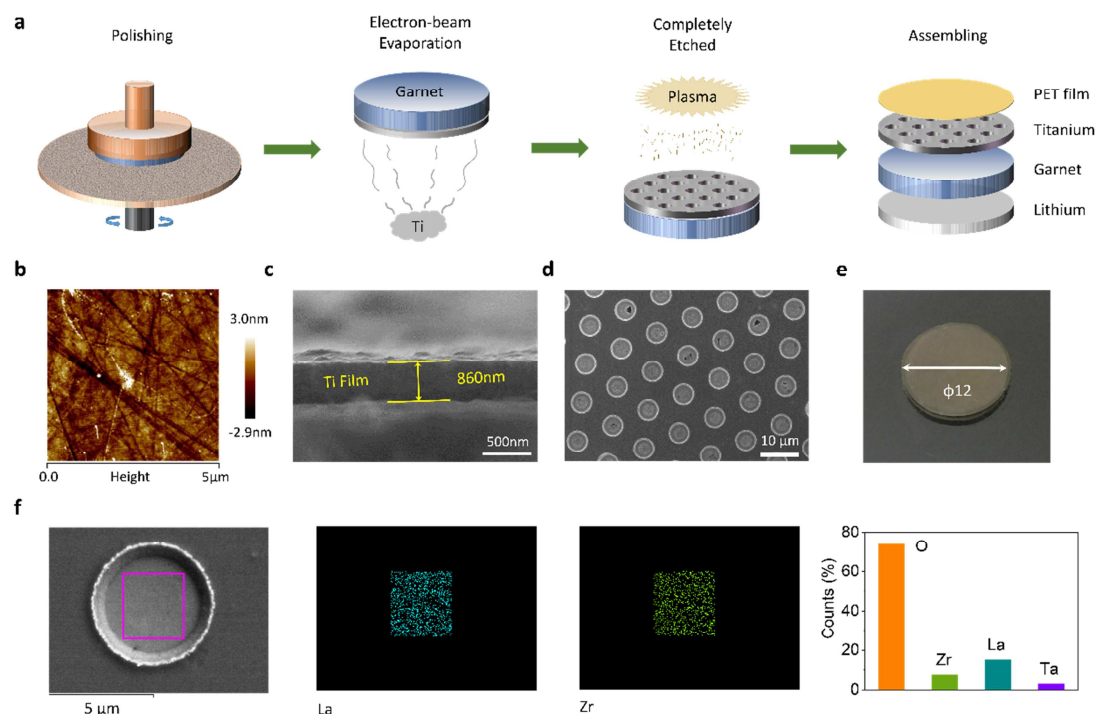 a
Polishing
Electron-beam
Evaporation
Completely
Etched
Assembling
Garnet
Ti
Plasma
PET film
Titanium
Garnet
Lithium
b
3.0nm
-2.9nm
0.0
Height
5μm
c
Ti Film
860nm
500nm
d
10 μm
e
ϕ12
f
5 μm
La
Zr
Counts (%)
80
60
40
20
0
O
Zr
La
Ta